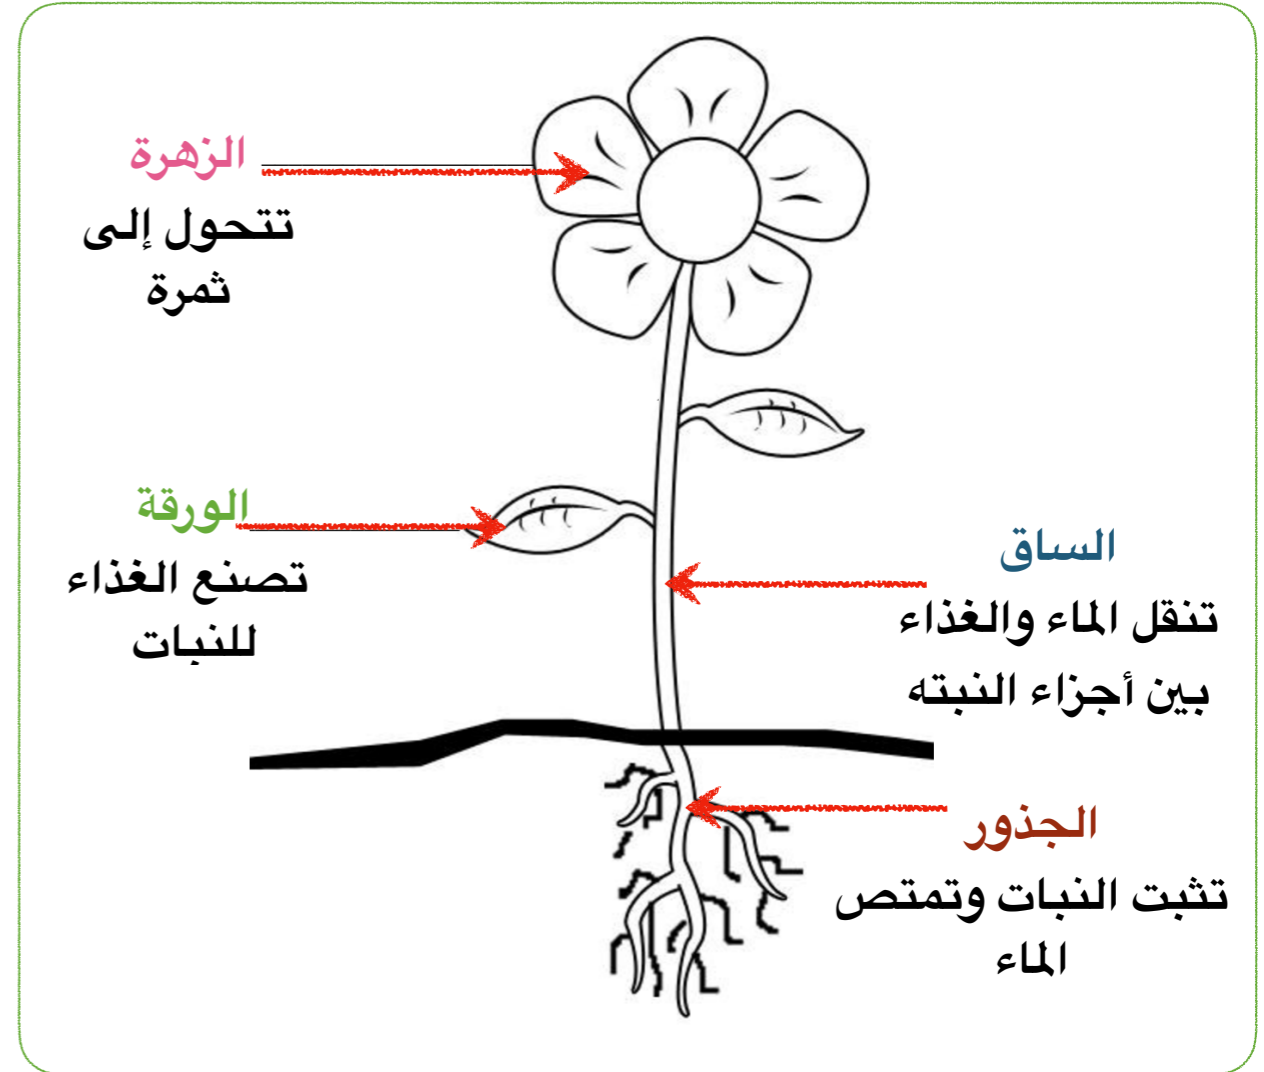 الزهرة
تتحول إلى
ثمرة
الورقة
تصنع الغذاء
للنبات
الساق
تنقل الماء والغذاء
بين أجزاء النبته
الجذور
تثبت النبات وتمتص
الماء